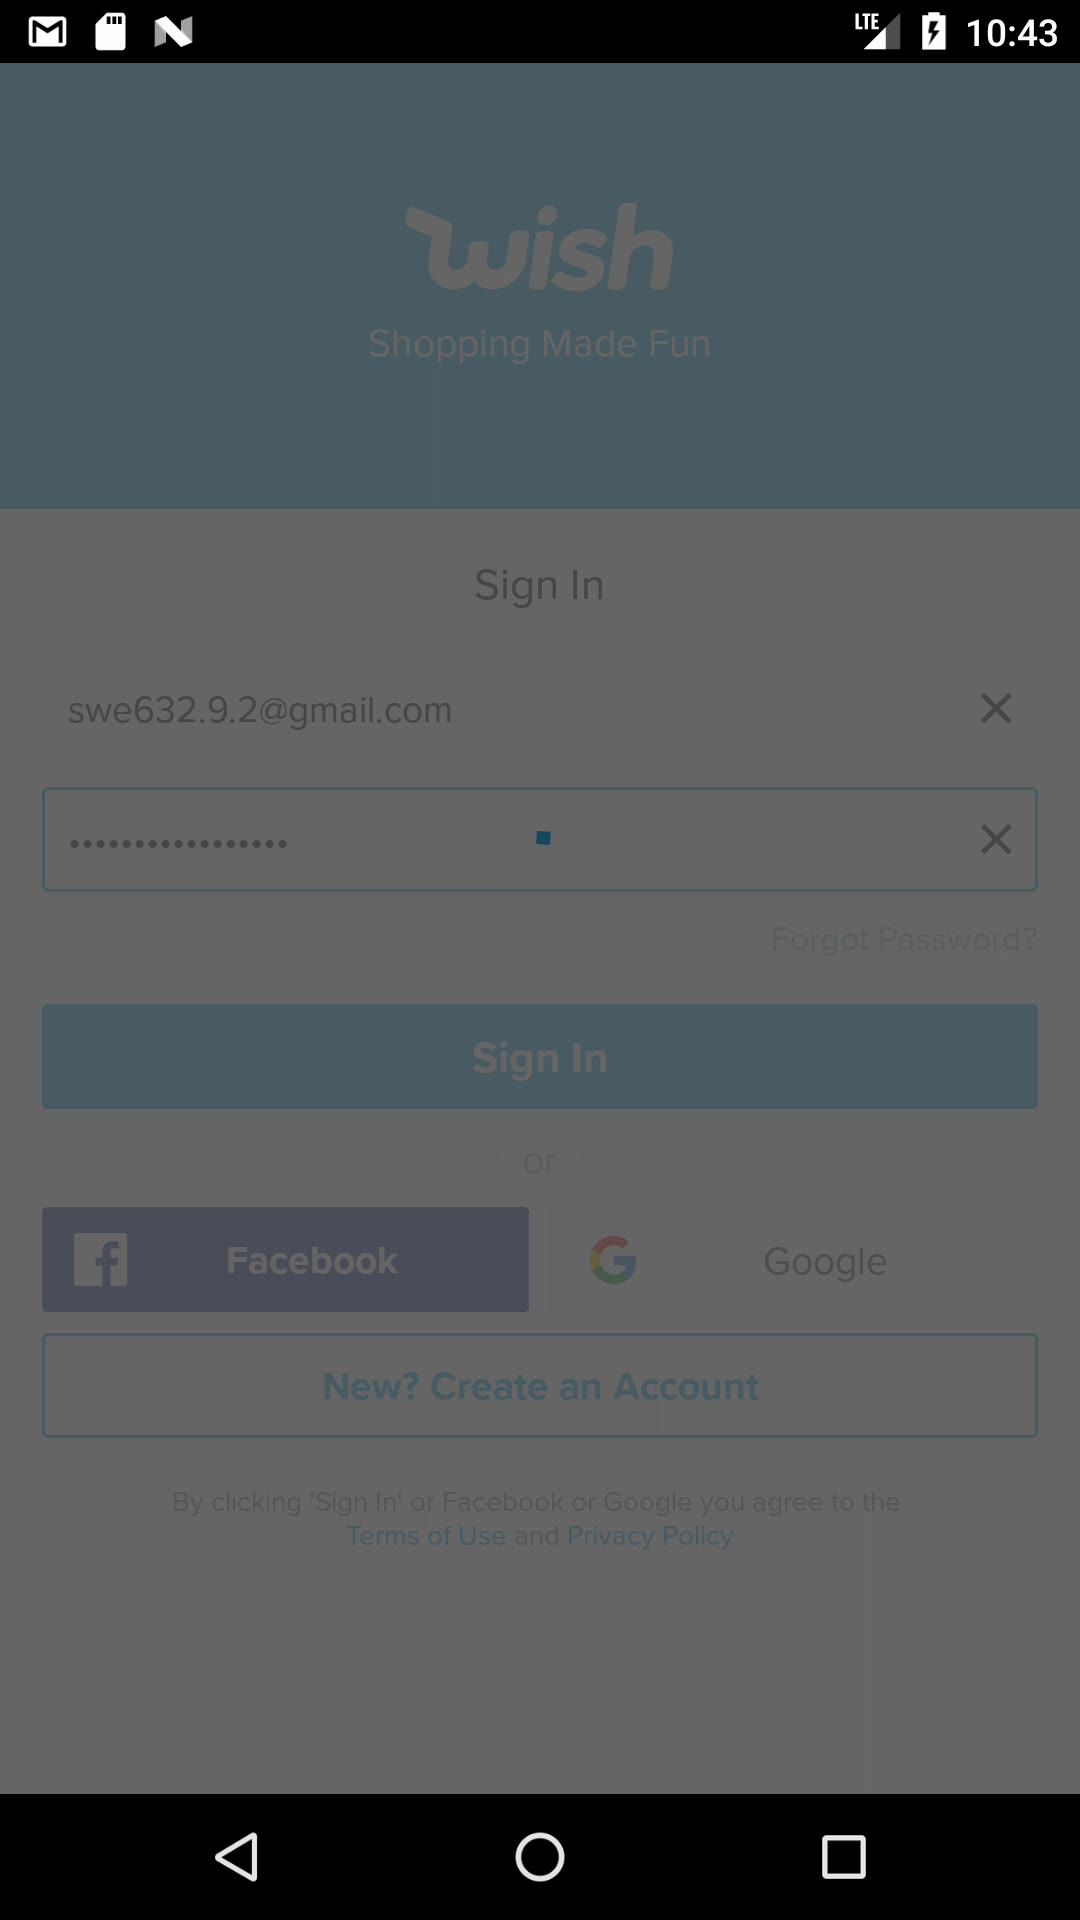 LTE 10:43
wish
Shopping Made Fun
Sign In
swe632.9.2@gmail.com
•••••••••••••••••
Forgot Password?
Sign In
or
Facebook
Google
New? Create an Account
By clicking 'Sign In' or Facebook or Google you agree to the
Terms of Use and Privacy Policy